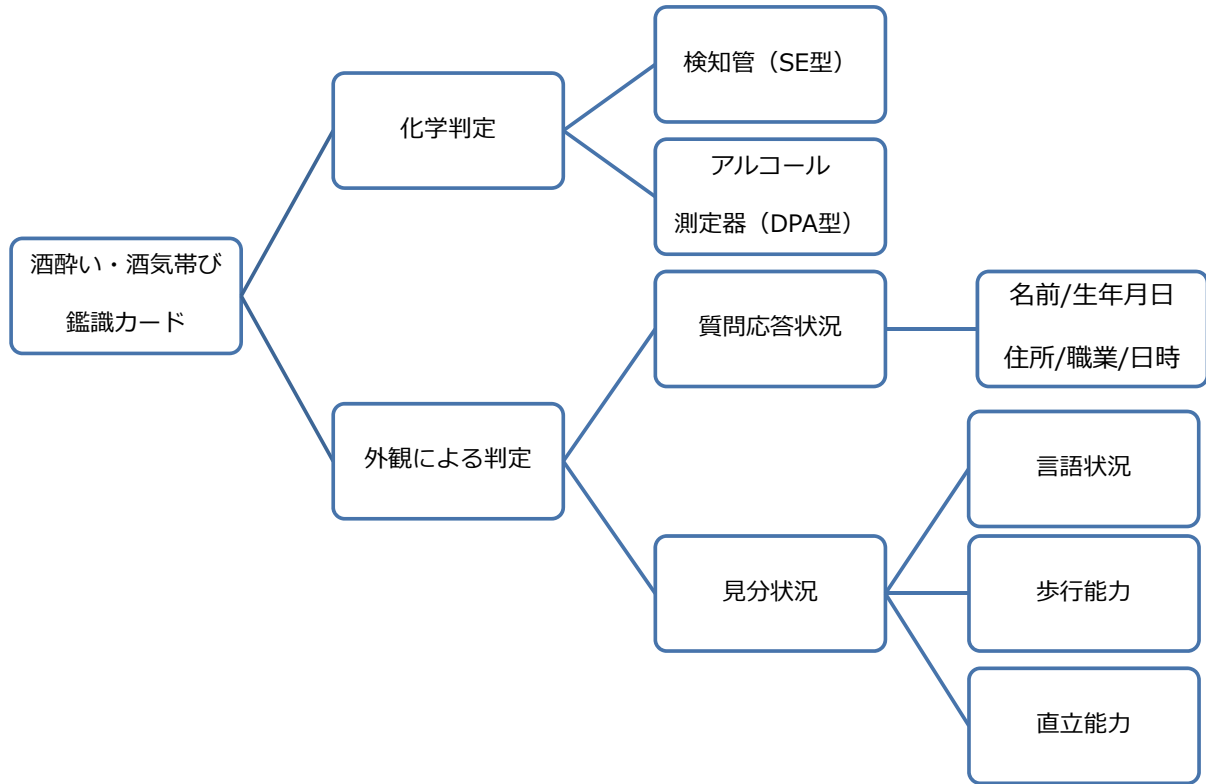 酒酔い・酒気帯び
鑑識カード
化学判定
検知管（SE型）
アルコール
測定器（DPA型）
外観による判定
質問応答状況
名前/生年月日
住所/職業/日時
見分状況
言語状況
歩行能力
直立能力